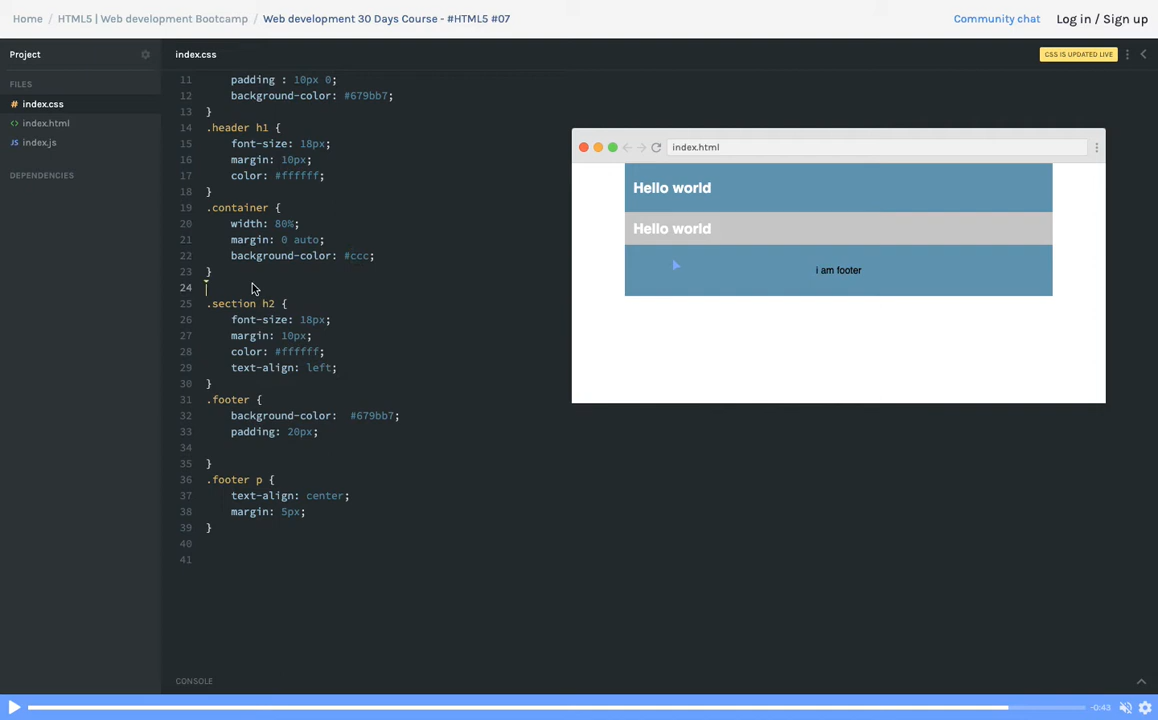 Home / HTML5 | Web development Bootcamp / Web development 30 Days Course - #HTML5 #07
Community chat
Log in / Sign up
Project
index.css
CSS IS UPDATED LIVE
FILES
# index.css
<> index.html
JS index.js
DEPENDENCIES
11 padding : 10px 0;
12 background-color: #679bb7;
13 }
14 .header h1 {
15 font-size: 18px;
16 margin: 10px;
17 color: #ffffff;
18 }
19 .container {
20 width: 80%;
21 margin: 0 auto;
22 background-color: #ccc;
23 }
24
25 .section h2 {
26 font-size: 18px;
27 margin: 10px;
28 color: #ffffff;
29 text-align: left;
30 }
31 .footer {
32 background-color:  #679bb7;
33 padding: 20px;
34
35 }
36 .footer p {
37 text-align: center;
38 margin: 5px;
39 }
40
41
index.html
Hello world
Hello world
i am footer
CONSOLE
-0:43